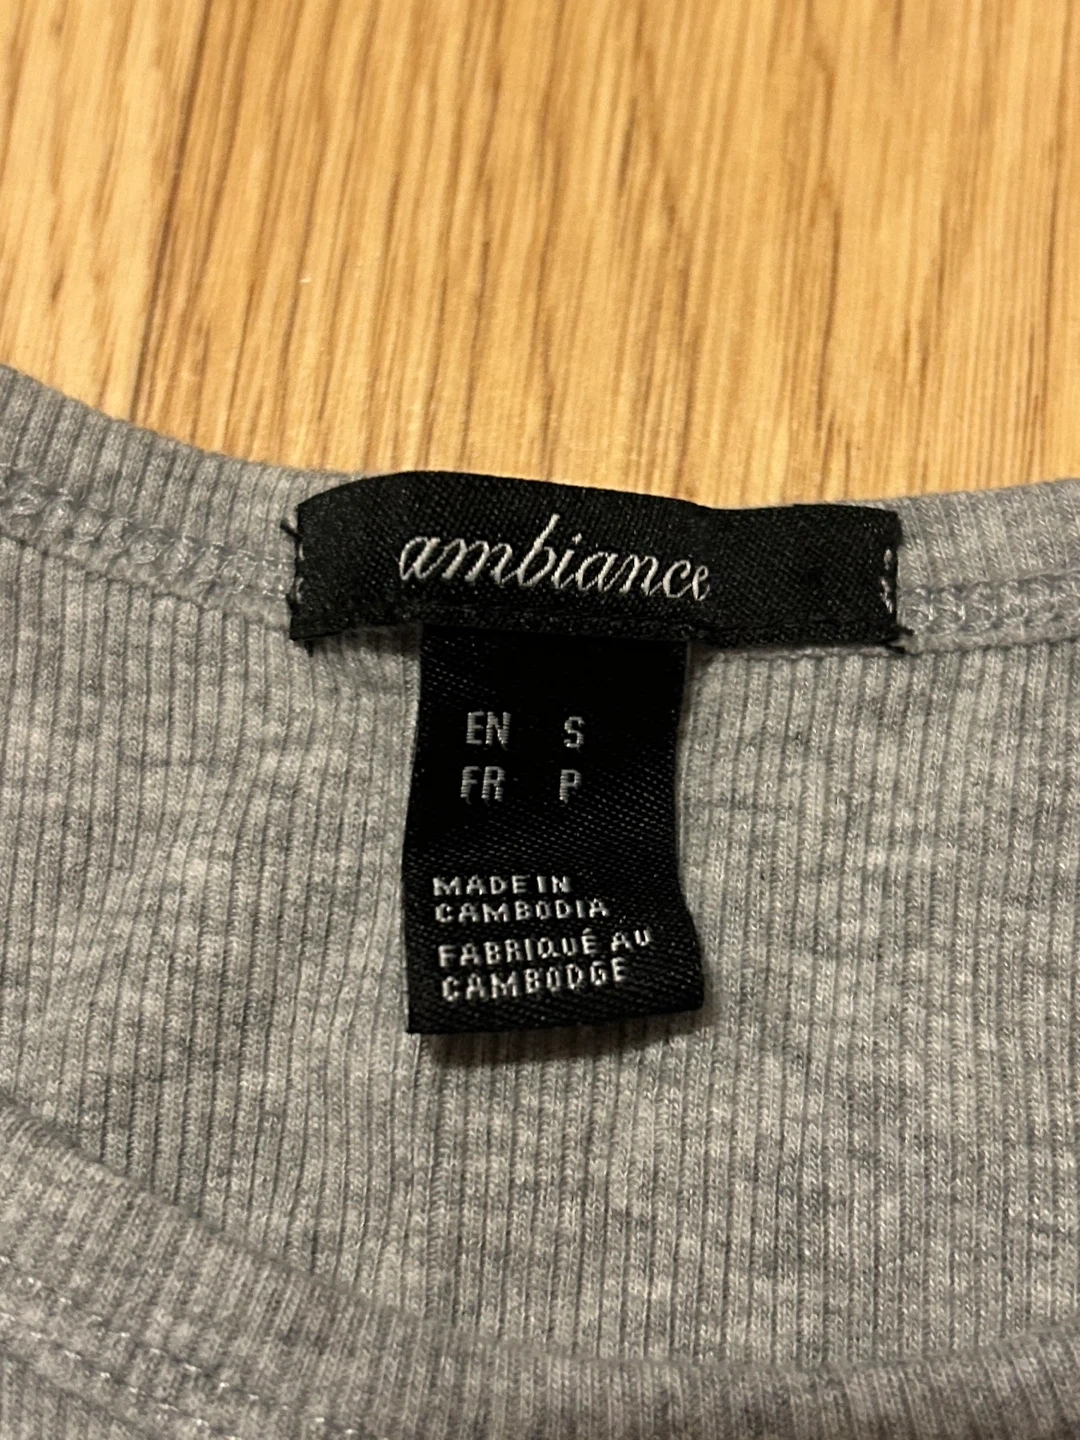 ambiance
EN S
FR P
MADE IN
CAMBODIA
FABRIQUÉ AU
CAMBODGE